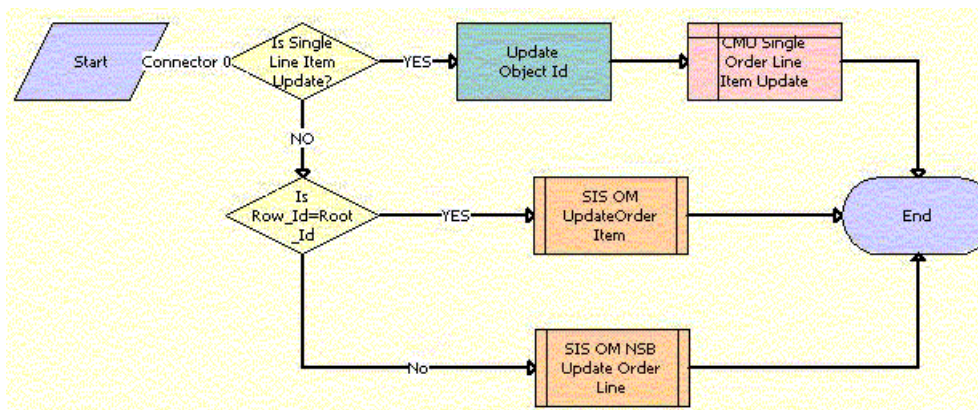 Start
Connector 0
Is Single
Line Item
Update?
YES
Update
Object Id
CMU Single
Order Line
Item Update
NO
Is
Row_Id=Root
_Id
YES
SIS OM
UpdateOrder
Item
End
No
SIS OM NSB
Update Order
Line